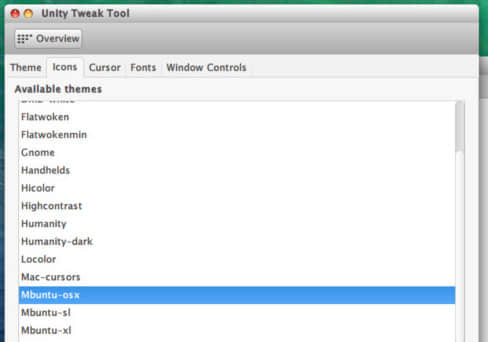 Unity Tweak Tool
Overview
Theme Icons Cursor Fonts Window Controls
Available themes
Flatwoken
Flatwokenmin
Gnome
Handhelds
Hicolor
Highcontrast
Humanity
Humanity-dark
Locolor
Mac-cursors
Mbuntu-osx
Mbuntu-sl
Mbuntu-xl